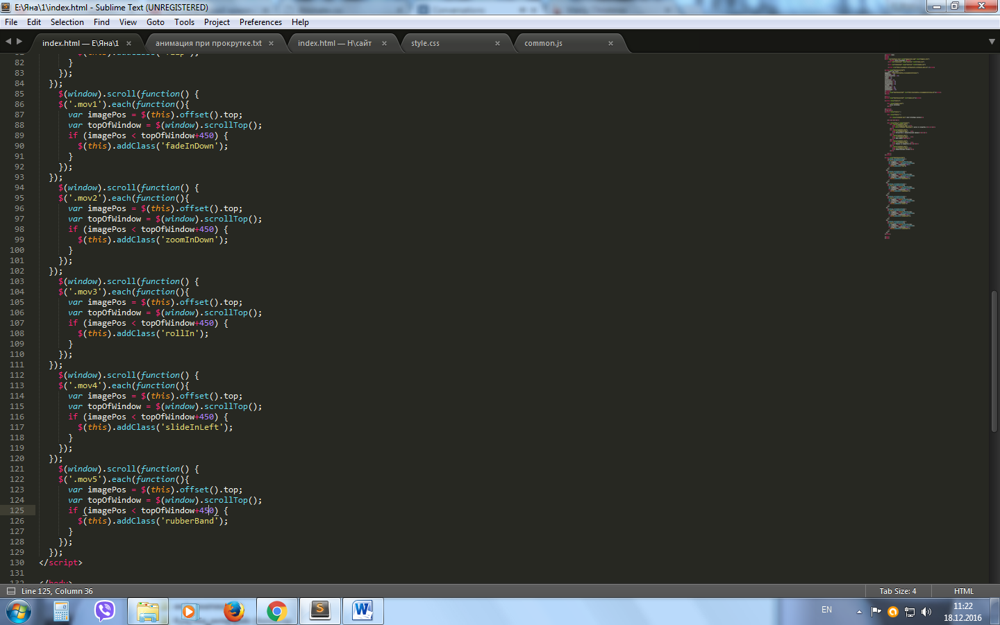 E:\Яна\1\index.html - Sublime Text (UNREGISTERED)
File Edit Selection Find View Goto Tools Project Preferences Help
index.html — E\Яна\1 × анимация при прокрутке.txt × index.html — H\сайт × style.css × common.js ×
82 }
83 });
84 });
85 $(window).scroll(function() {
86 $('.mov1').each(function(){
87 var imagePos = $(this).offset().top;
88 var topOfWindow = $(window).scrollTop();
89 if (imagePos < topOfWindow+450) {
90 $(this).addClass('fadeInDown');
91 }
92 });
93 });
94 $(window).scroll(function() {
95 $('.mov2').each(function(){
96 var imagePos = $(this).offset().top;
97 var topOfWindow = $(window).scrollTop();
98 if (imagePos < topOfWindow+450) {
99 $(this).addClass('zoomInDown');
100 }
101 });
102 });
103 $(window).scroll(function() {
104 $('.mov3').each(function(){
105 var imagePos = $(this).offset().top;
106 var topOfWindow = $(window).scrollTop();
107 if (imagePos < topOfWindow+450) {
108 $(this).addClass('rollIn');
109 }
110 });
111 });
112 $(window).scroll(function() {
113 $('.mov4').each(function(){
114 var imagePos = $(this).offset().top;
115 var topOfWindow = $(window).scrollTop();
116 if (imagePos < topOfWindow+450) {
117 $(this).addClass('slideInLeft');
118 }
119 });
120 });
121 $(window).scroll(function() {
122 $('.mov5').each(function(){
123 var imagePos = $(this).offset().top;
124 var topOfWindow = $(window).scrollTop();
125 if (imagePos < topOfWindow+450) {
126 $(this).addClass('rubberBand');
127 }
128 });
129 });
130 </script>
131
132 </body>
Line 125, Column 36 Tab Size: 4 HTML
EN 11:22
18.12.2016